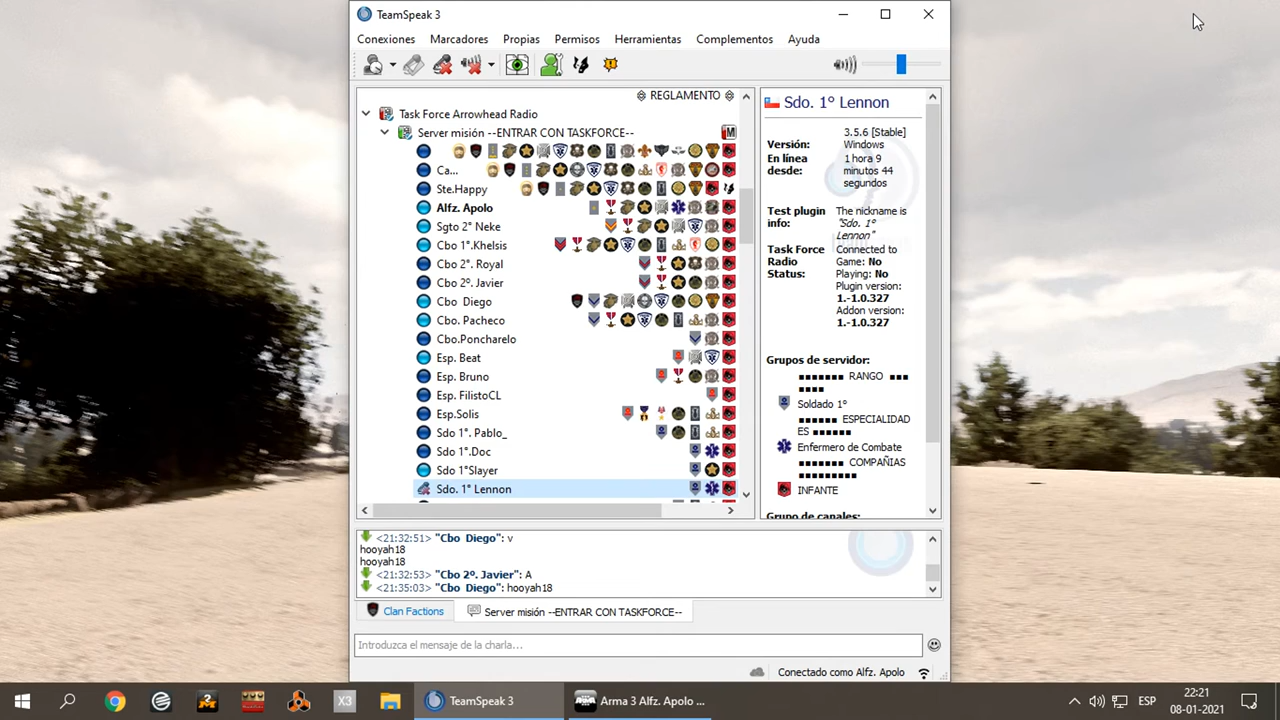 TeamSpeak 3
Conexiones Marcadores Propias Permisos Herramientas Complementos Ayuda
REGLAMENTO
Task Force Arrowhead Radio
Server misión --ENTRAR CON TASKFORCE--
M
Ca...
Ste.Happy
Alfz. Apolo
Sgto 2° Neke
Cbo 1°.Khelsis
Cbo 2°. Royal
Cbo 2º. Javier
Cbo Diego
Cbo. Pacheco
Cbo.Poncharelo
Esp. Beat
Esp. Bruno
Esp. FilistoCL
Esp.Solis
Sdo 1°. Pablo_
Sdo 1°.Doc
Sdo 1°Slayer
Sdo. 1° Lennon
Sdo. 1° Lennon
Versión: 3.5.6 [Stable] Windows
En línea desde: 1 hora 9 minutos 44 segundos
Test plugin info: The nickname is "Sdo. 1° Lennon"
Task Force Radio Status: Connected to Game: No
Playing: No
Plugin version: 1.-1.0.327
Addon version: 1.-1.0.327
Grupos de servidor:
RANGO
Soldado 1°
ESPECIALIDADES
Enfermero de Combate
COMPAÑIAS
INFANTE
Grupo de canales:
<21:32:51> "Cbo Diego": v
hooyah18
hooyah18
<21:32:53> "Cbo 2º. Javier": A
<21:35:03> "Cbo Diego": hooyah18
Clan Factions
Server misión --ENTRAR CON TASKFORCE--
Introduzca el mensaje de la charla...
Conectado como Alfz. Apolo
X3
TeamSpeak 3
Arma 3 Alfz. Apolo ...
ESP
22:21
08-01-2021